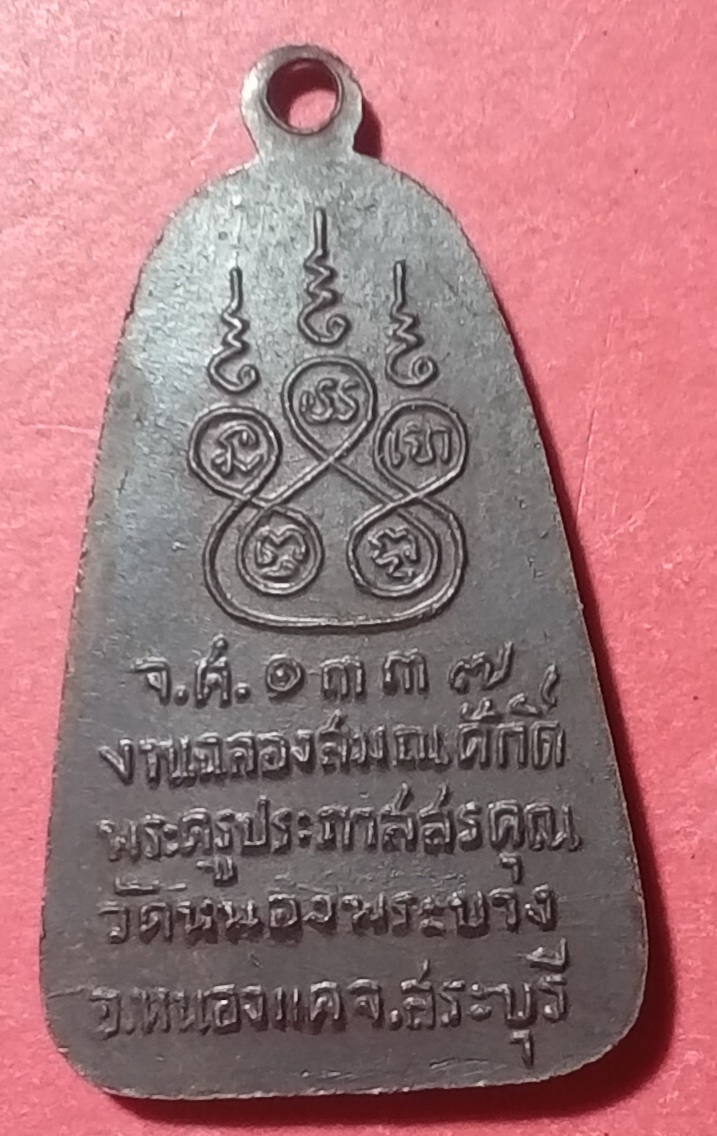 จ.ศ. ๑๓๓๗
งานฉลองสมณศักดิ์
พระครูประภาสสรคุณ
วัดหนองพระบาง
อ.หนองแคจ.สระบุรี